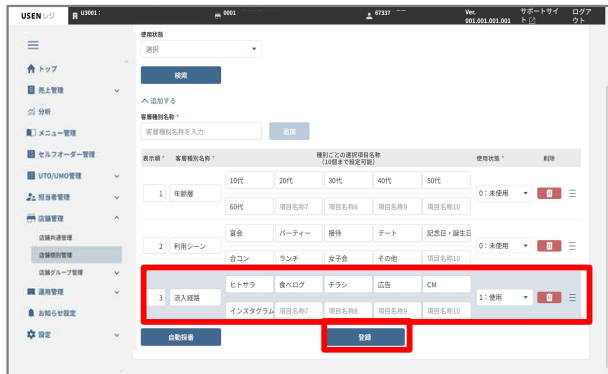 USEN レジ U3001： 0001 67337 Ver. サポートサイ ログア
001.001.001.001 ト ウト
使用状態
選択
トップ
検索
売上管理
追加する
分析
客層種別名称 *
メニュー管理
客層種別名称を入力 追加
セルフオーダー管理
表示順 * 客層種別名称 * 種別ごとの選択項目名称 使用状態 * 削除
(10個まで設定可能)
UTO/UMO管理
10代 20代 30代 40代 50代
担当者管理
1 年齢層 0：未使用
60代 項目名称7 項目名称8 項目名称9 項目名称10
店舗管理
宴会 パーティー 接待 デート 記念日・誕生日
店舗共通管理
2 利用シーン 0：未使用
店舗個別管理
合コン ランチ 女子会 その他 項目名称10
店舗グループ管理
ヒトサラ 食べログ チラシ 広告 CM
運用管理
3 流入経路 1：使用
インスタグラム 項目名称7 項目名称8 項目名称9 項目名称10
お知らせ設定
設定
自動採番 登録